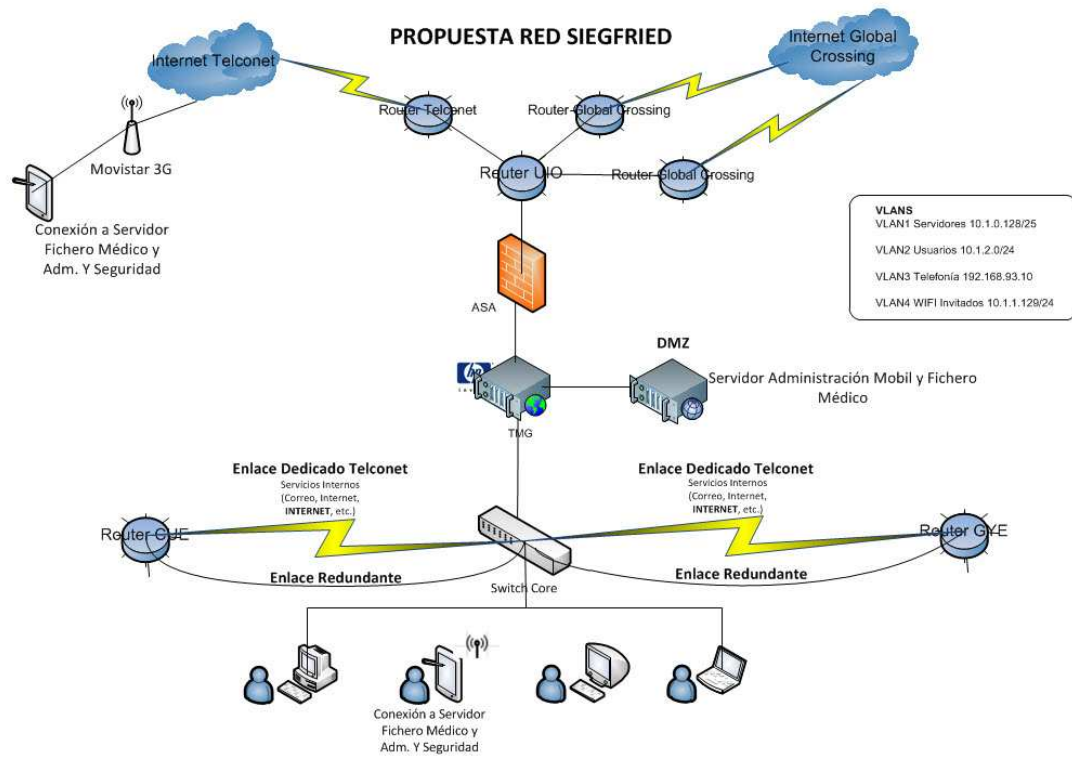 PROPUESTA RED SIEGFRIED
Internet Telconet
Internet Global
Crossing
Router Telconet
Router Global Crossing
Movistar 3G
Router UIO
Router Global Crossing
Conexión a Servidor
Fichero Médico y
Adm. Y Seguridad
VLANS
VLAN1 Servidores 10.1.0.128/25
VLAN2 Usuarios 10.1.2.0/24
VLAN3 Telefonía 192.168.93.10
VLAN4 WIFI Invitados 10.1.1.129/24
ASA
DMZ
hp
Servidor Administración Mobil y Fichero
Médico
TMG
Enlace Dedicado Telconet
Servicios Internos
(Correo, Internet,
INTERNET, etc.)
Enlace Dedicado Telconet
Servicios Internos
(Correo, Internet,
INTERNET, etc.)
Router CUE
Router GYE
Enlace Redundante
Enlace Redundante
Switch Core
Conexión a Servidor
Fichero Médico y
Adm. Y Seguridad